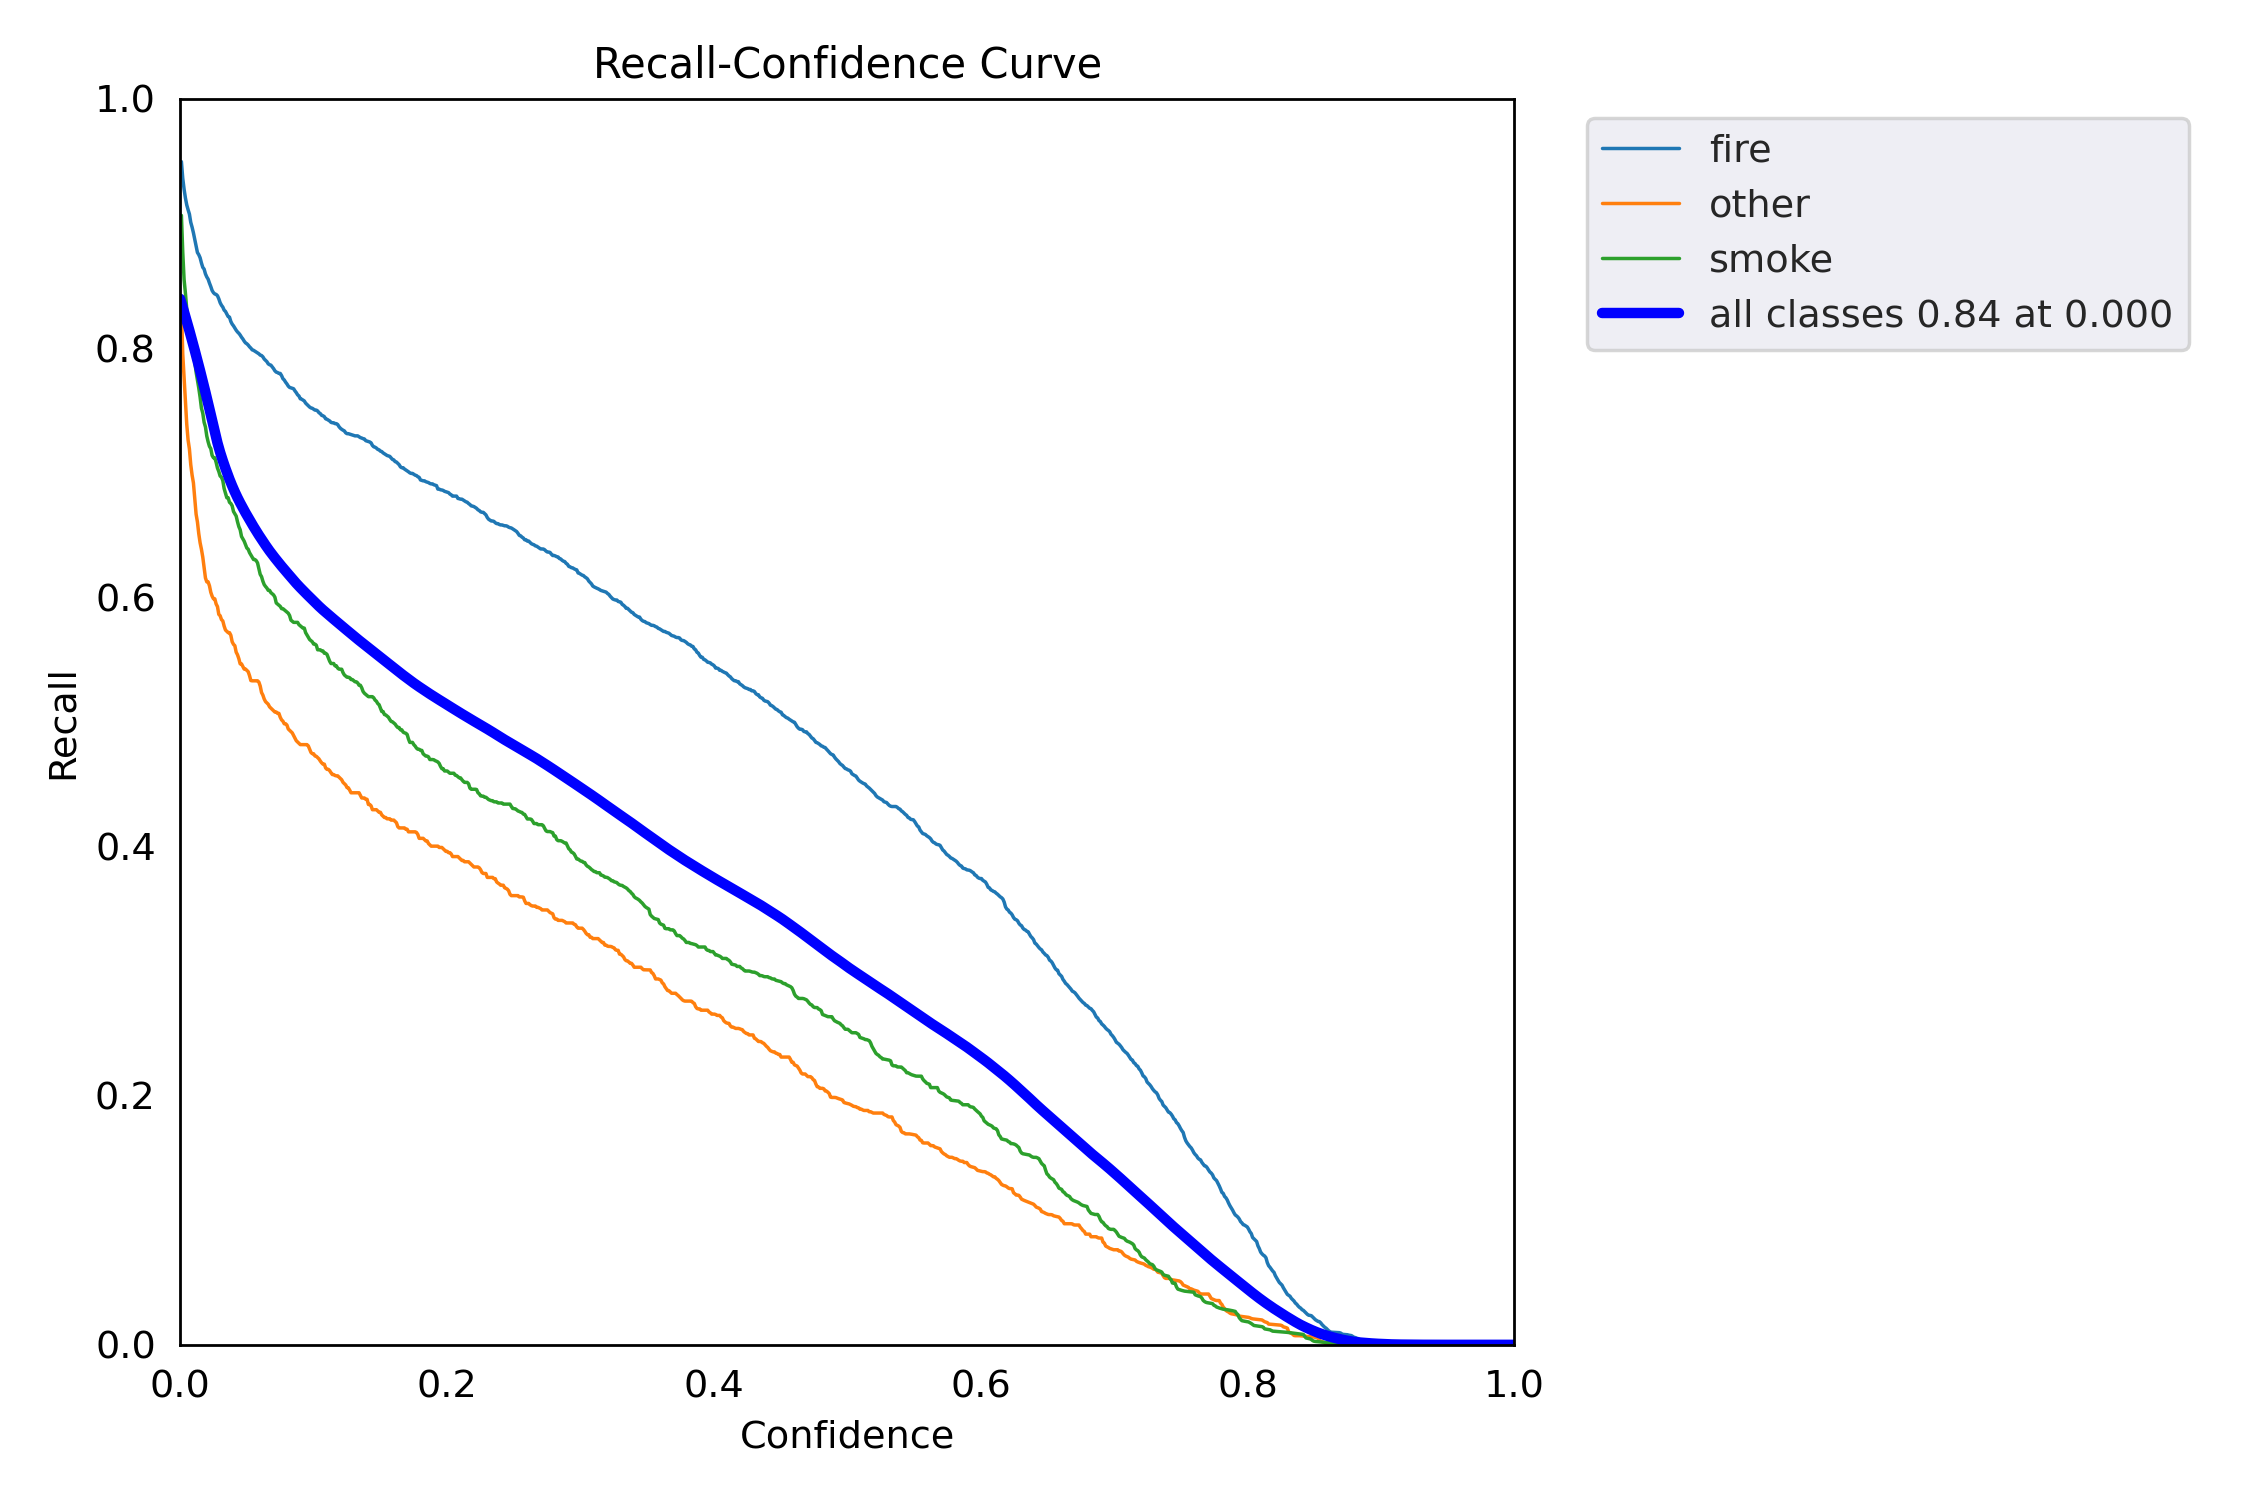 Recall-Confidence Curve
1.0
0.8
0.6
0.4
0.2
0.0
Recall
0.0 0.2 0.4 0.6 0.8 1.0
Confidence
fire
other
smoke
all classes 0.84 at 0.000